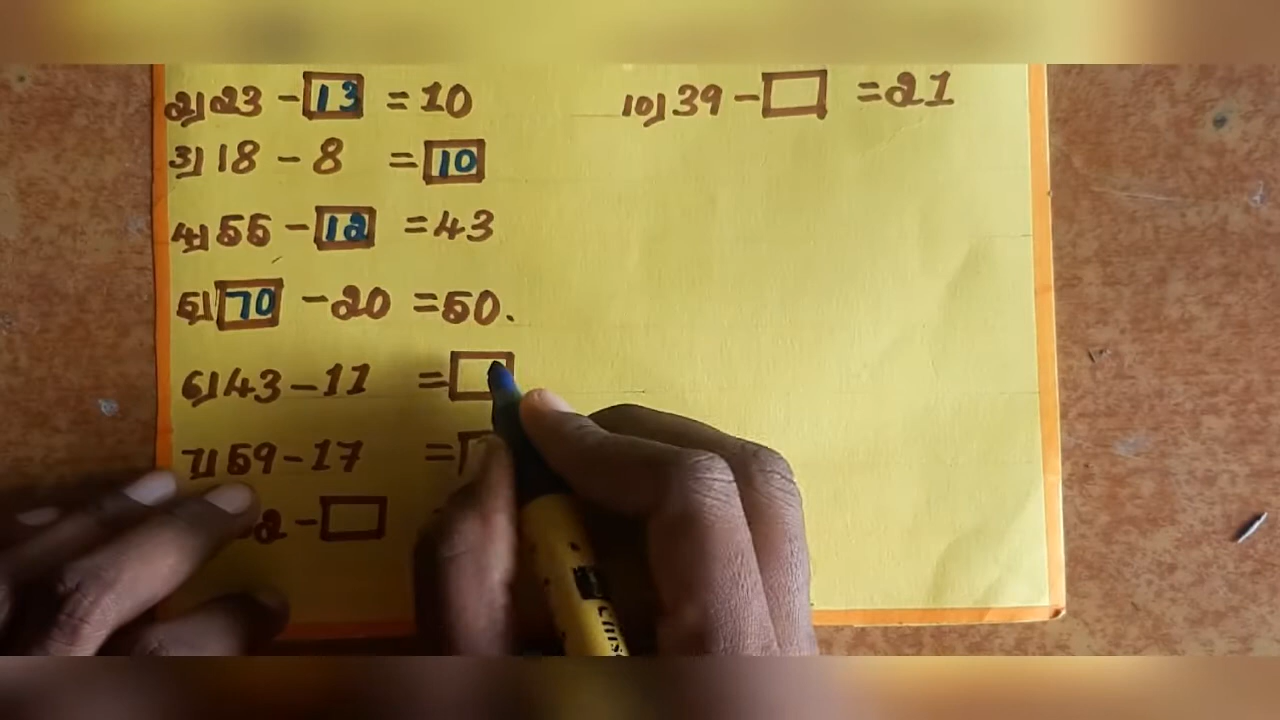 2) 23 - 13 = 10
3) 18 - 8 = 10
4) 55 - 12 = 43
5) 70 - 20 = 50.
6) 43 - 11 =
7) 59 - 17 =
2 -
10) 39 - = 21